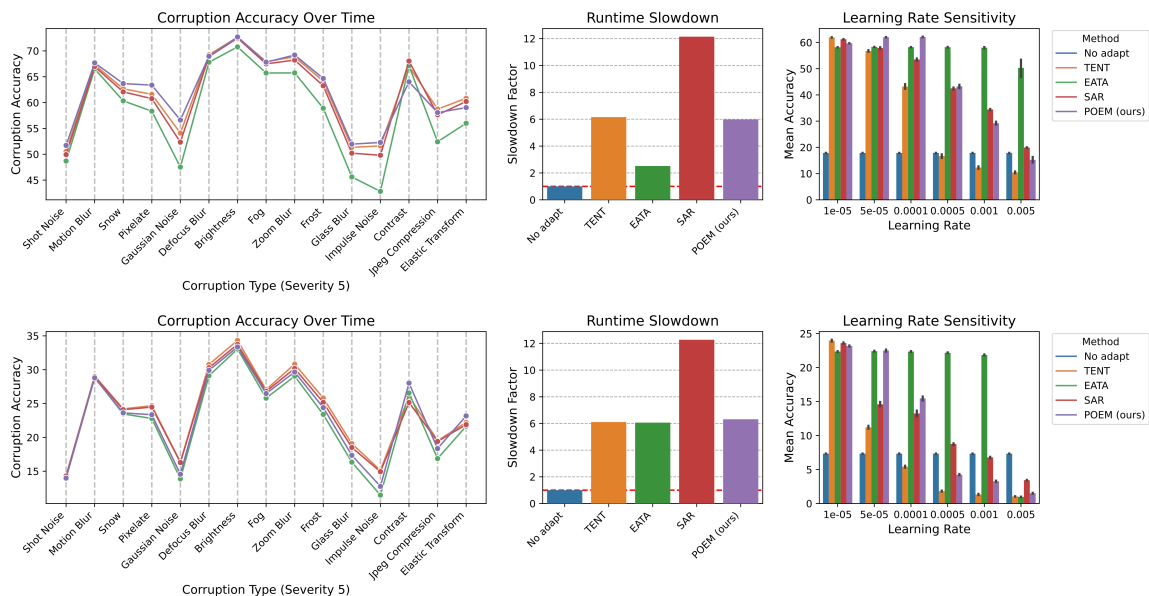 Corruption Accuracy Over Time
Corruption Accuracy
70
65
60
55
50
45
Shot Noise
Motion Blur
Snow
Pixelate
Gaussian Noise
Defocus Blur
Brightness
Fog
Zoom Blur
Frost
Glass Blur
Impulse Noise
Contrast
Jpeg Compression
Elastic Transform
Corruption Type (Severity 5)
Runtime Slowdown
Slowdown Factor
12
10
8
6
4
2
0
No adapt
TENT
EATA
SAR
POEM (ours)
Learning Rate Sensitivity
Mean Accuracy
60
50
40
30
20
10
0
1e-05 5e-05 0.0001 0.0005 0.001 0.005
Learning Rate
Method
No adapt
TENT
EATA
SAR
POEM (ours)
Corruption Accuracy Over Time
Corruption Accuracy
35
30
25
20
15
Shot Noise
Motion Blur
Snow
Pixelate
Gaussian Noise
Defocus Blur
Brightness
Fog
Zoom Blur
Frost
Glass Blur
Impulse Noise
Contrast
Jpeg Compression
Elastic Transform
Corruption Type (Severity 5)
Runtime Slowdown
Slowdown Factor
12
10
8
6
4
2
0
No adapt
TENT
EATA
SAR
POEM (ours)
Learning Rate Sensitivity
Mean Accuracy
25
20
15
10
5
0
1e-05 5e-05 0.0001 0.0005 0.001 0.005
Learning Rate
Method
No adapt
TENT
EATA
SAR
POEM (ours)